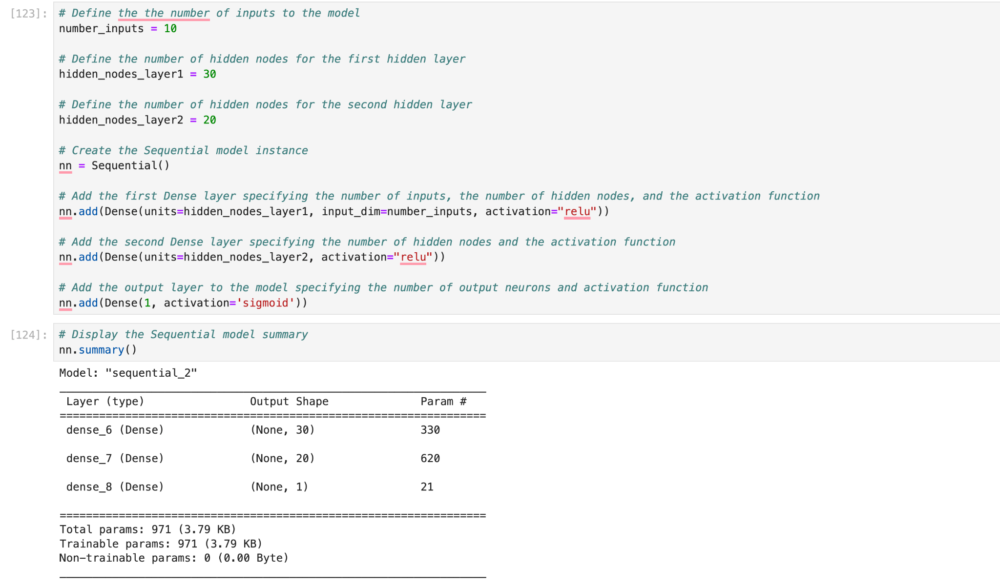 [123]: # Define the the number of inputs to the model
number_inputs = 10
# Define the number of hidden nodes for the first hidden layer
hidden_nodes_layer1 = 30
# Define the number of hidden nodes for the second hidden layer
hidden_nodes_layer2 = 20
# Create the Sequential model instance
nn = Sequential()
# Add the first Dense layer specifying the number of inputs, the number of hidden nodes, and the activation function
nn.add(Dense(units=hidden_nodes_layer1, input_dim=number_inputs, activation="relu"))
# Add the second Dense layer specifying the number of hidden nodes and the activation function
nn.add(Dense(units=hidden_nodes_layer2, activation="relu"))
# Add the output layer to the model specifying the number of output neurons and activation function
nn.add(Dense(1, activation='sigmoid'))
[124]: # Display the Sequential model summary
nn.summary()
Model: "sequential_2"
_________________________________________________________________
Layer (type) Output Shape Param #
=================================================================
dense_6 (Dense) (None, 30) 330
dense_7 (Dense) (None, 20) 620
dense_8 (Dense) (None, 1) 21
=================================================================
Total params: 971 (3.79 KB)
Trainable params: 971 (3.79 KB)
Non-trainable params: 0 (0.00 Byte)
_________________________________________________________________